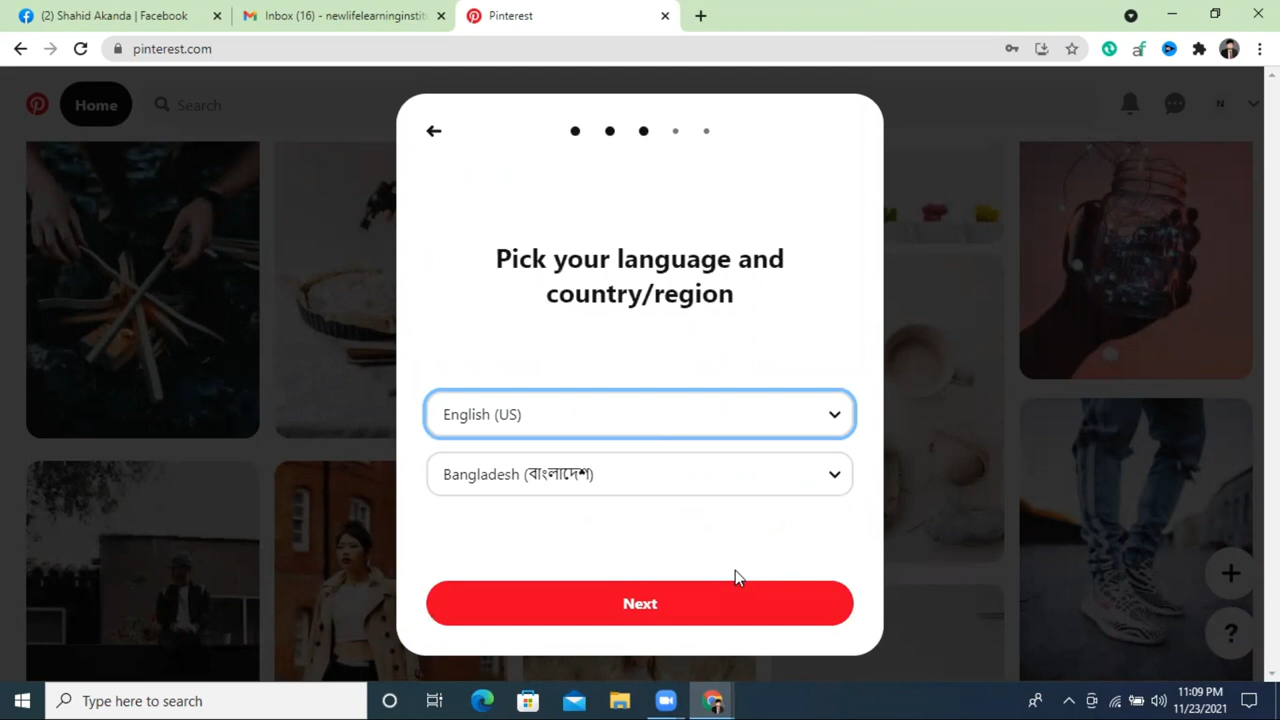 (2) Shahid Akanda | Facebook
Inbox (16) - newlifelearninginstit
Pinterest
pinterest.com
Home
Search
N
Pick your language and
country/region
English (US)
Bangladesh (বাংলাদেশ)
Next
?
Type here to search
11:09 PM
11/23/2021